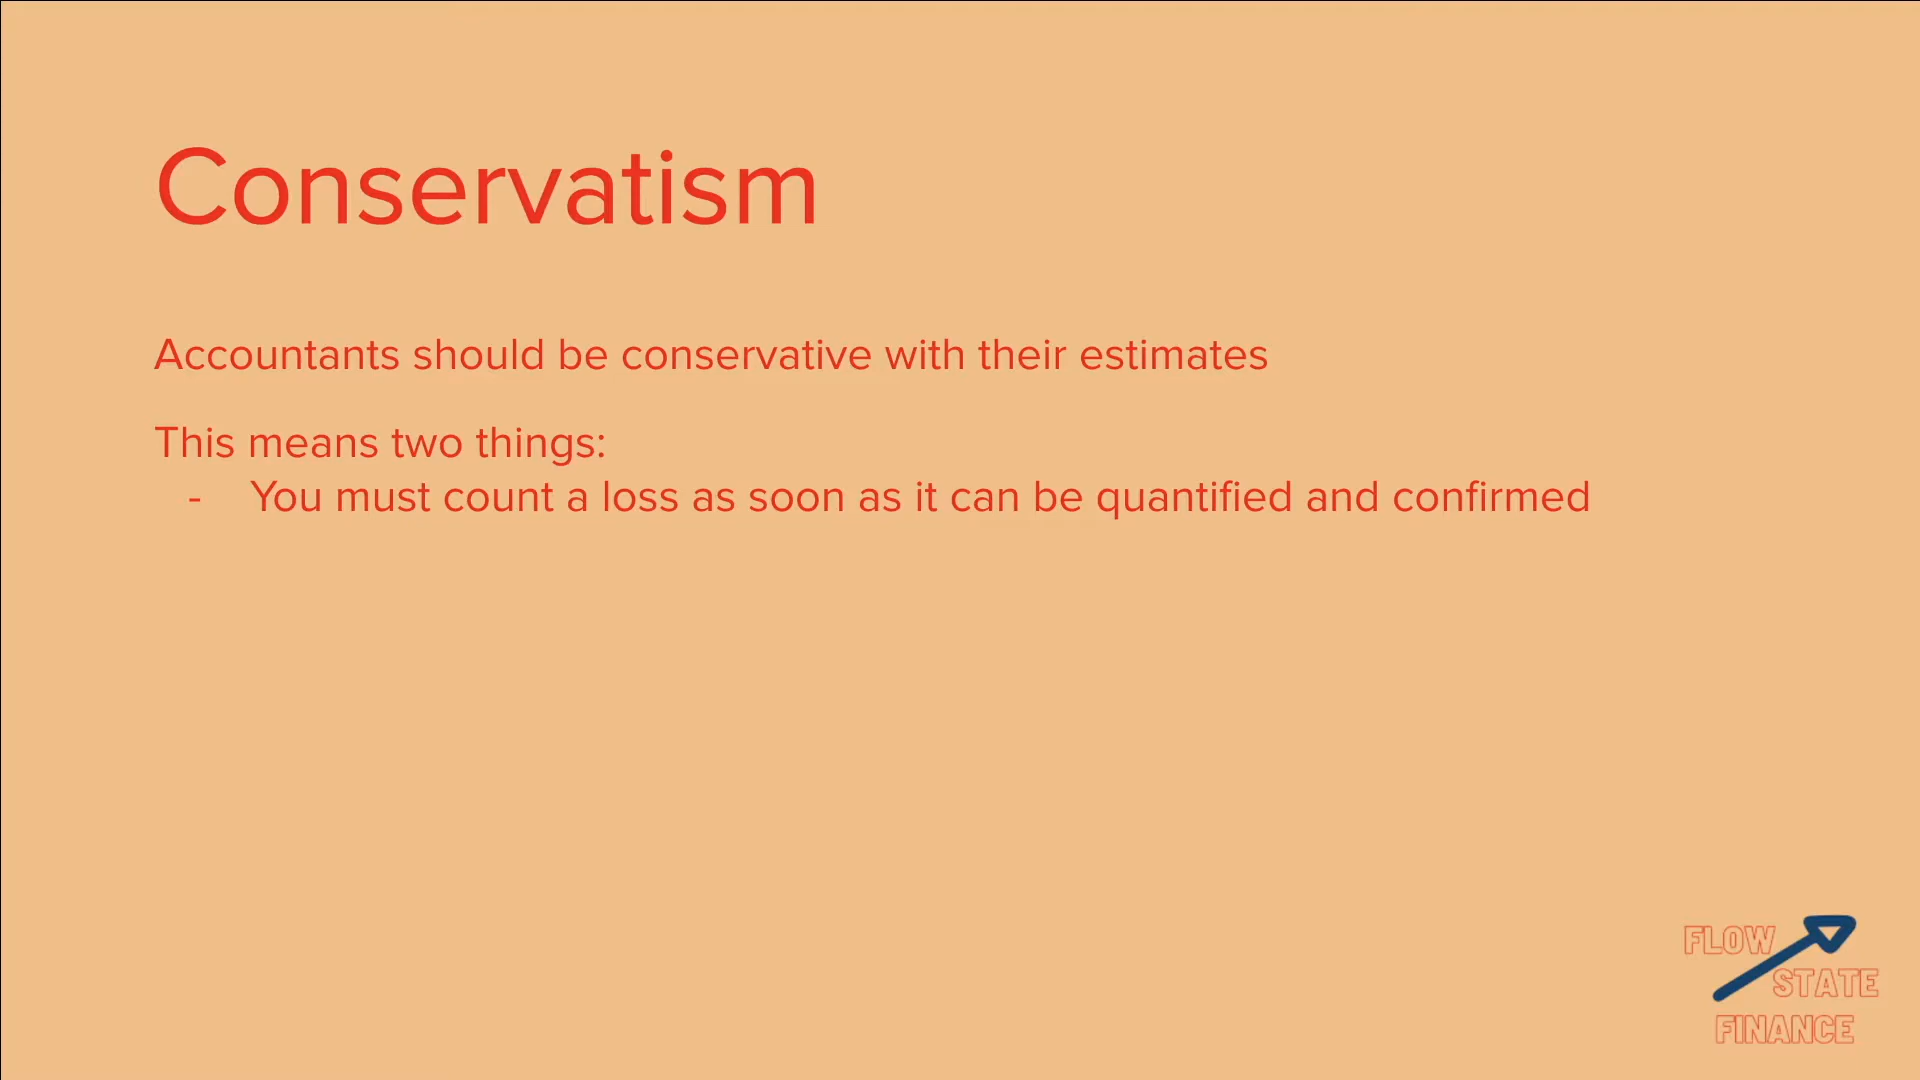 Conservatism
Accountants should be conservative with their estimates
This means two things:
- You must count a loss as soon as it can be quantified and confirmed
FLOW
STATE
FINANCE